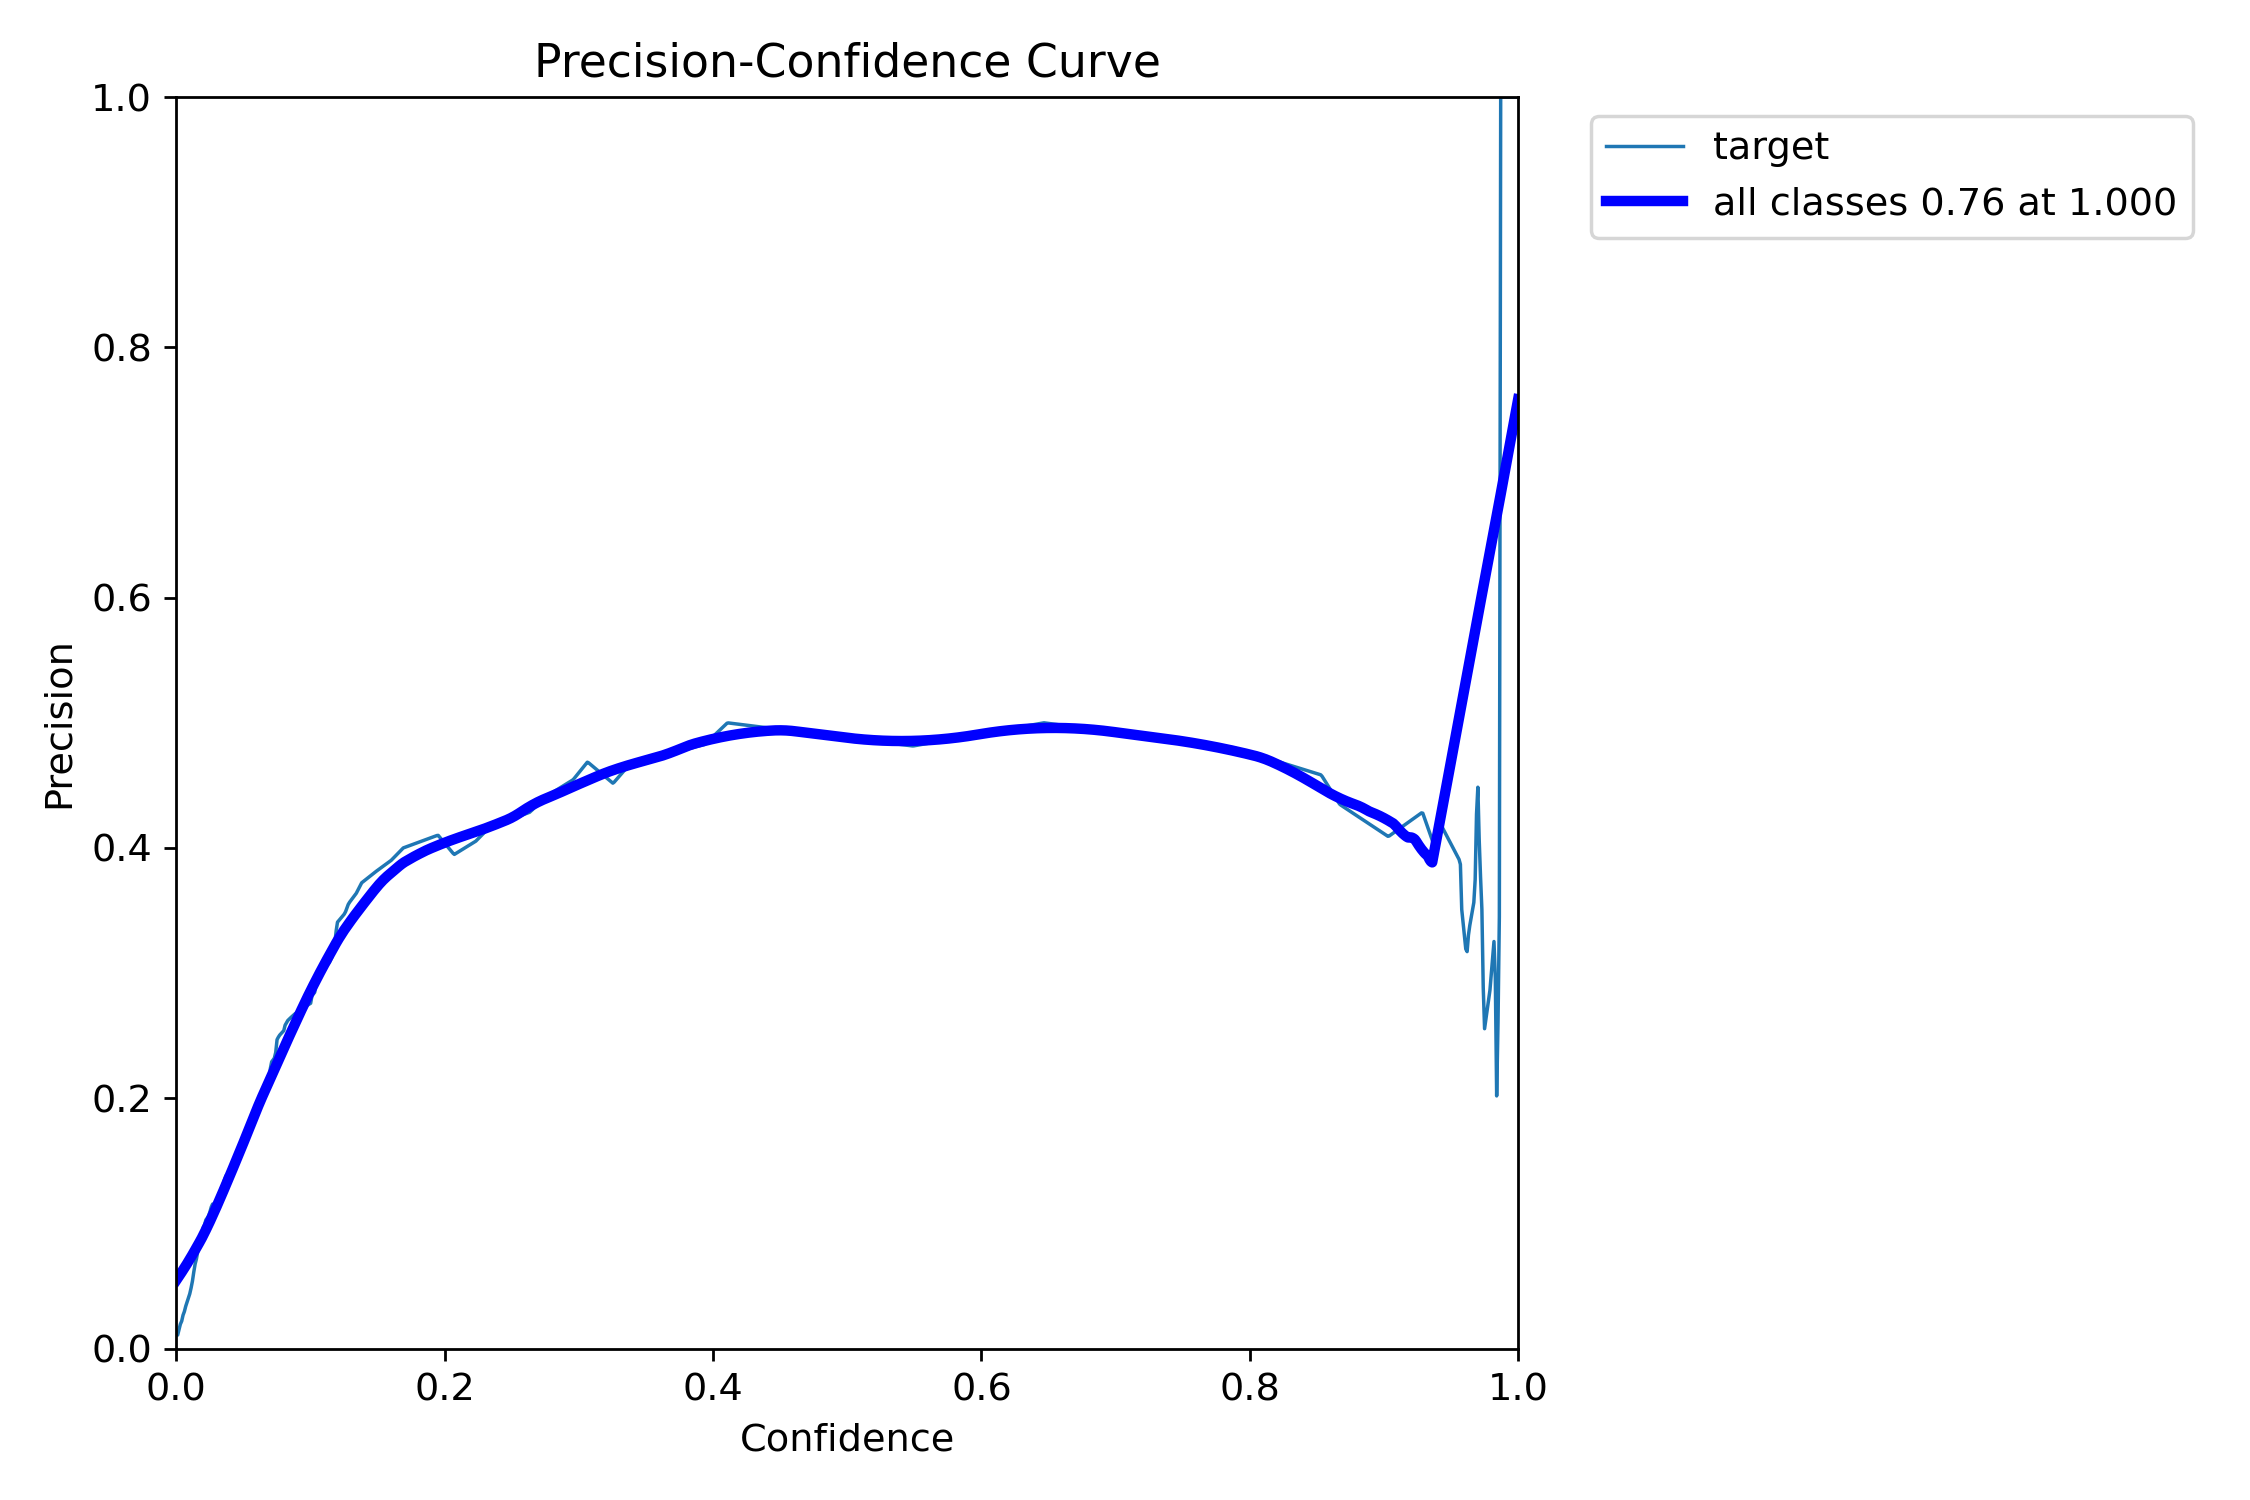 Precision-Confidence Curve
1.0
0.8
0.6
0.4
0.2
0.0
Precision
0.0 0.2 0.4 0.6 0.8 1.0
Confidence
target
all classes 0.76 at 1.000